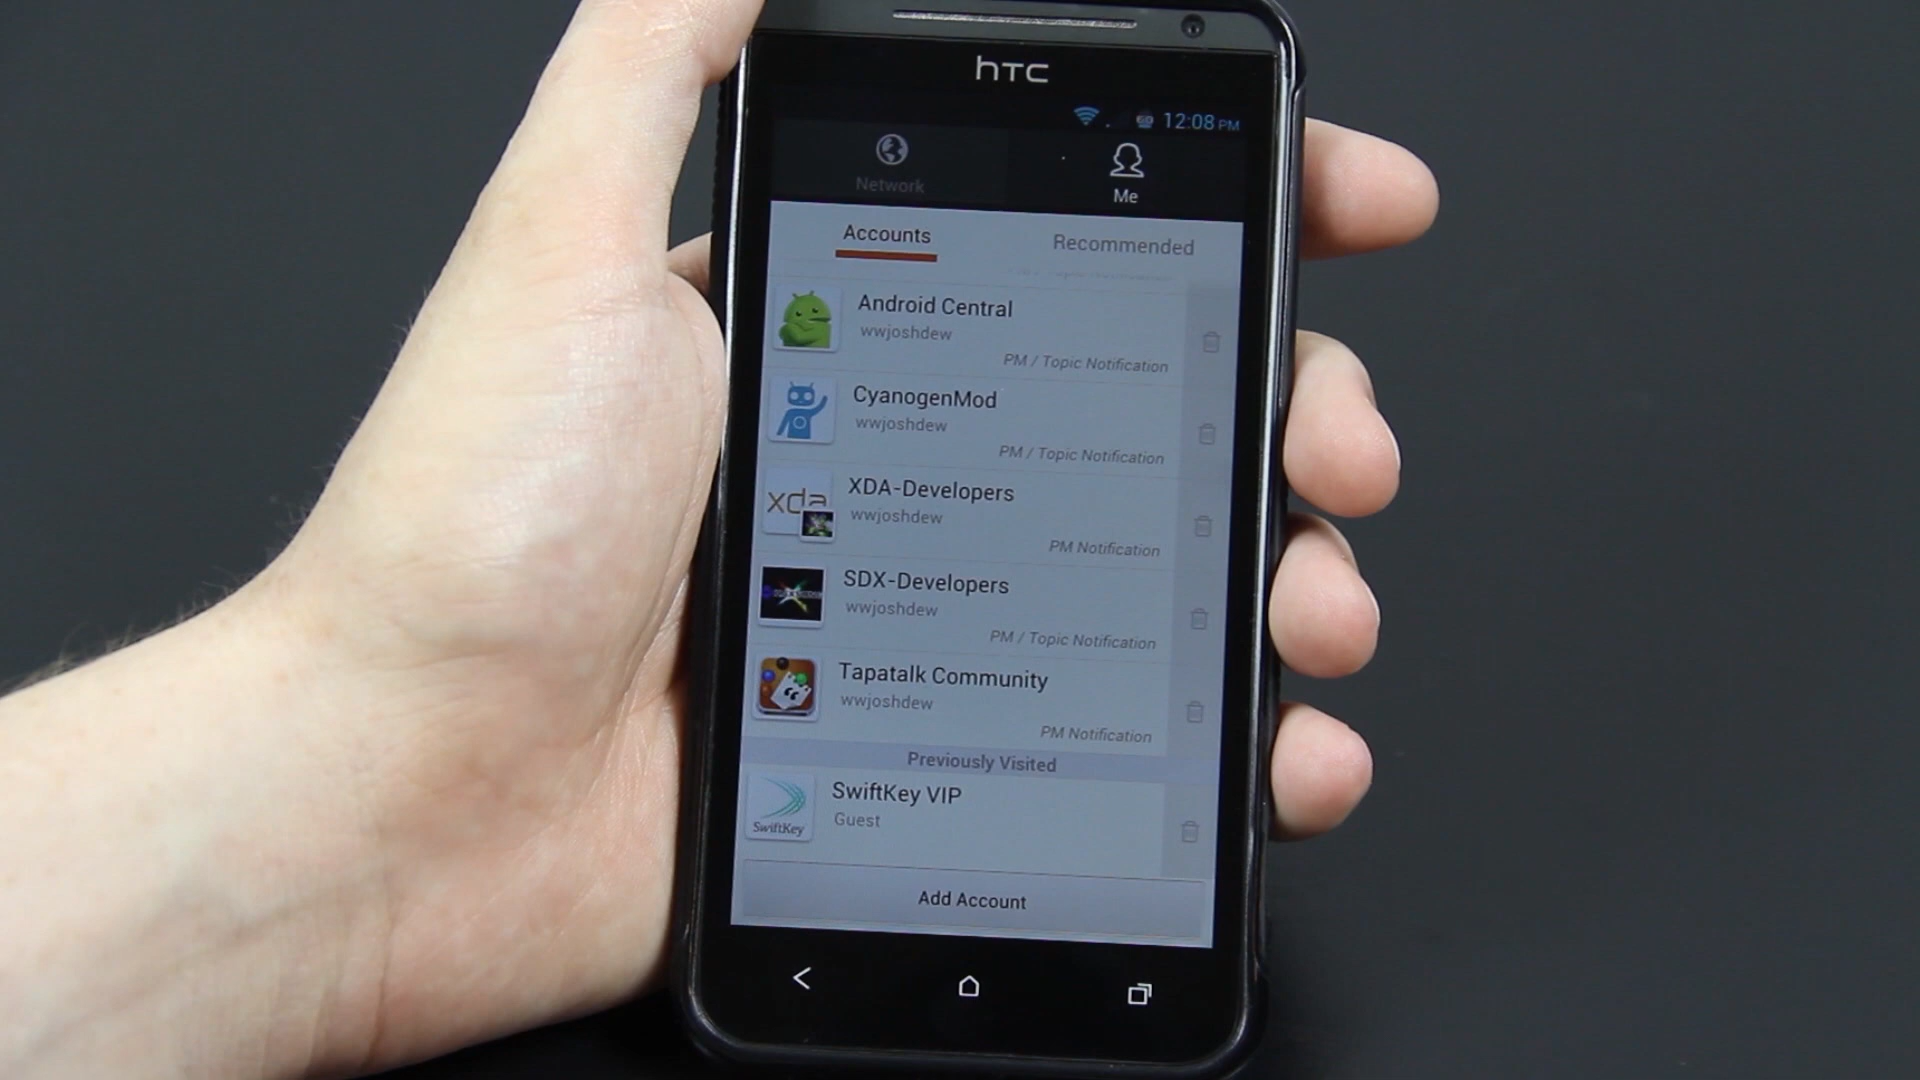 hTC
60 12:08 PM
Network
Me
Accounts
Recommended
Android Central
wwjoshdew
PM / Topic Notification
CyanogenMod
wwjoshdew
PM / Topic Notification
xda
XDA-Developers
wwjoshdew
PM Notification
SDX-Developers
wwjoshdew
PM / Topic Notification
Tapatalk Community
wwjoshdew
PM Notification
Previously Visited
SwiftKey
SwiftKey VIP
Guest
Add Account